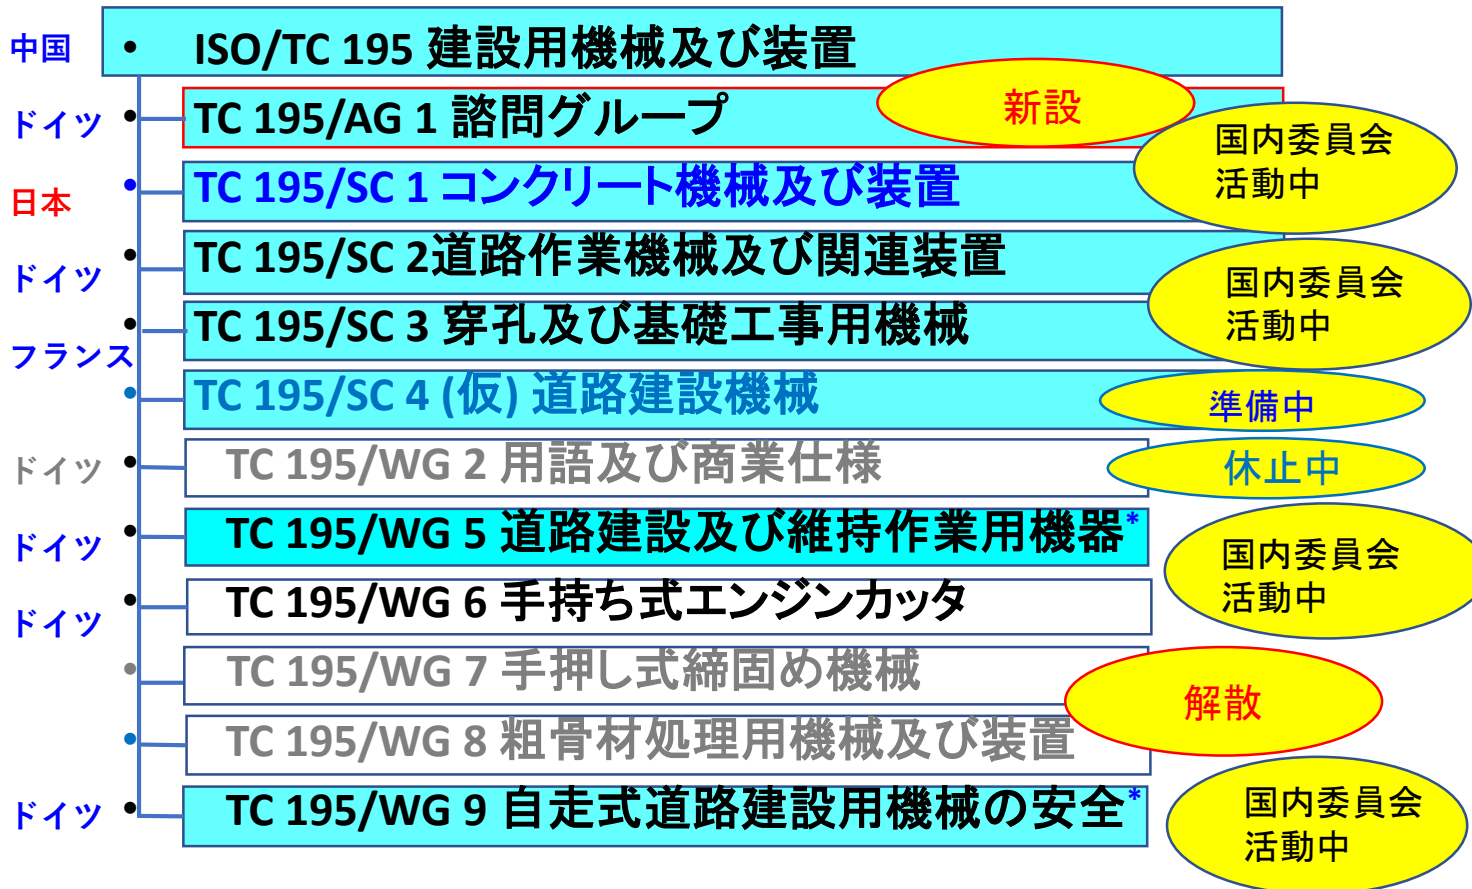 中国 • ISO/TC 195 建設用機械及び装置
ドイツ • TC 195/AG 1 諮問グループ 新設
日本 • TC 195/SC 1 コンクリート機械及び装置
国内委員会
活動中
ドイツ • TC 195/SC 2道路作業機械及び関連装置
フランス • TC 195/SC 3 穿孔及び基礎工事用機械
国内委員会
活動中
• TC 195/SC 4 (仮) 道路建設機械 準備中
ドイツ • TC 195/WG 2 用語及び商業仕様 休止中
ドイツ • TC 195/WG 5 道路建設及び維持作業用機器*
ドイツ • TC 195/WG 6 手持ち式エンジンカッタ
国内委員会
活動中
• TC 195/WG 7 手押し式締固め機械
• TC 195/WG 8 粗骨材処理用機械及び装置
解散
ドイツ • TC 195/WG 9 自走式道路建設用機械の安全*
国内委員会
活動中